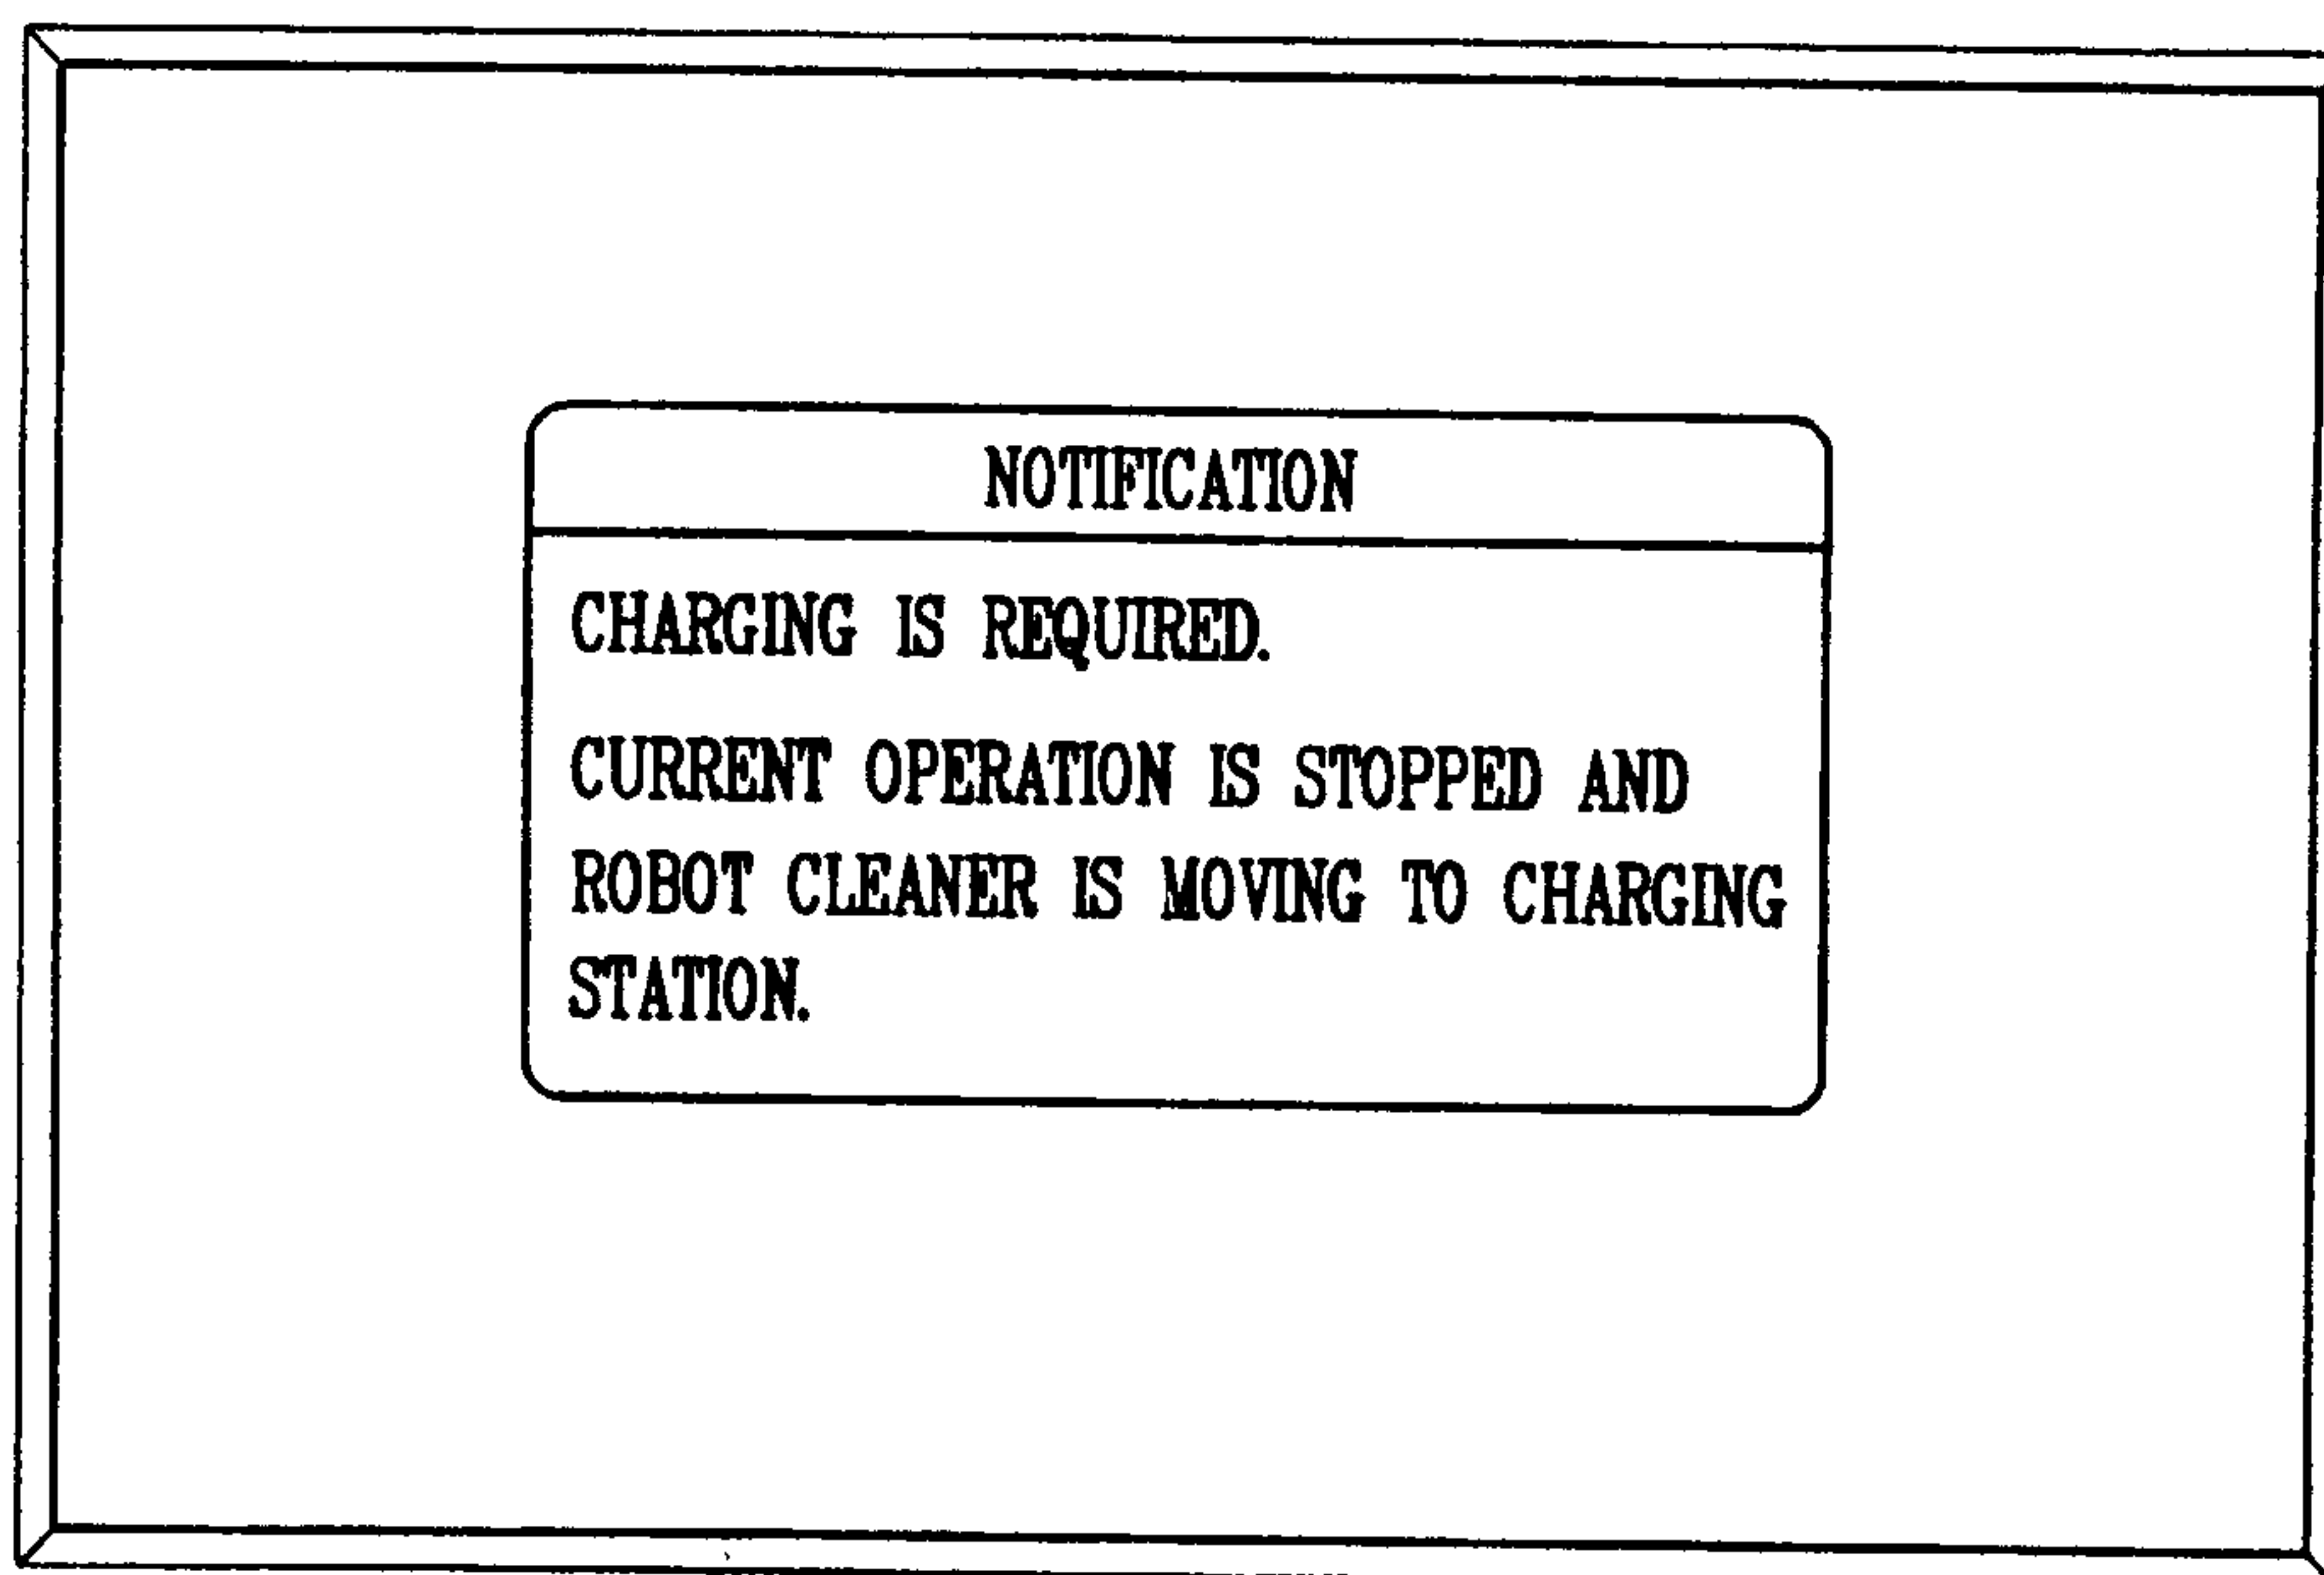 NOTIFICATION
CHARGING IS REQUIRED.
CURRENT OPERATION IS STOPPED AND
ROBOT CLEANER IS MOVING TO CHARGING
STATION.